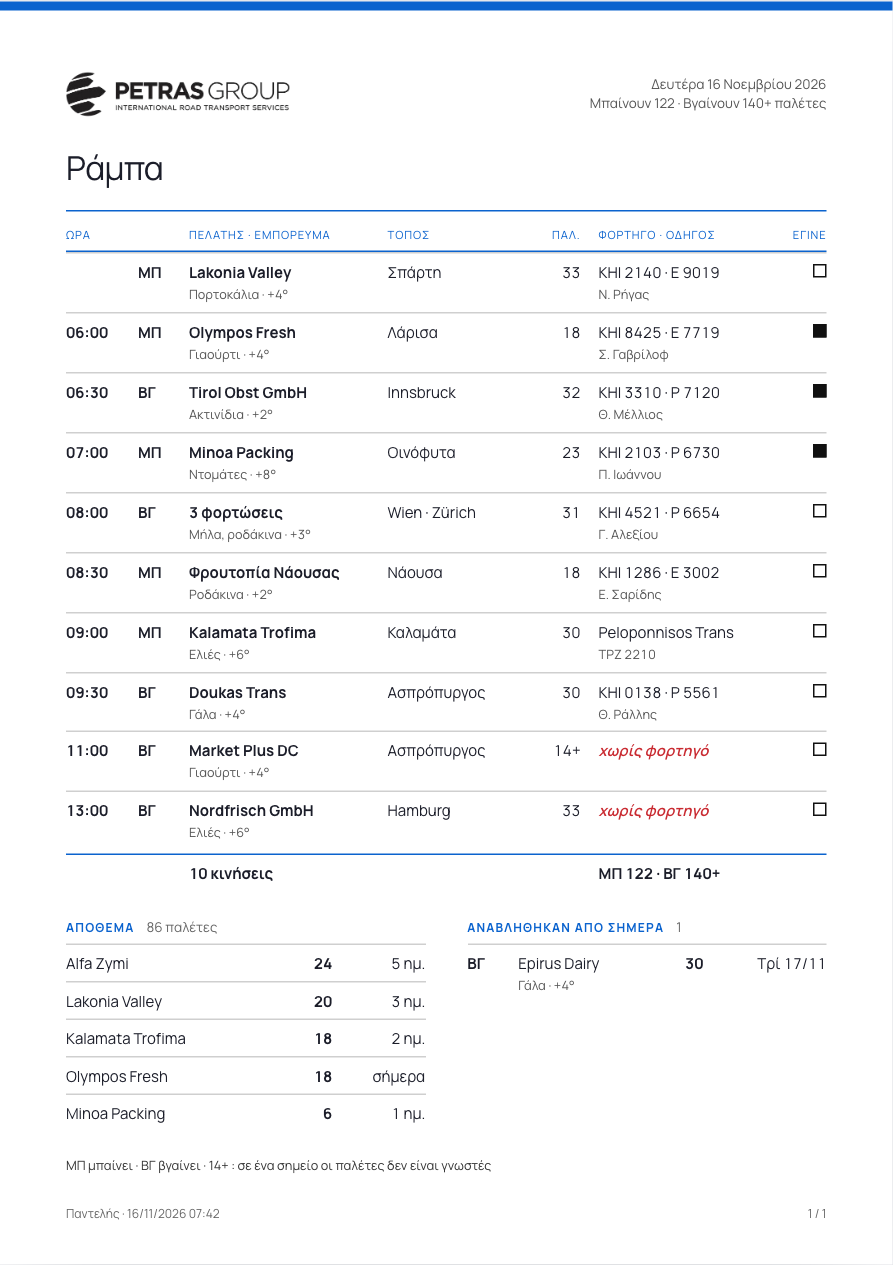 PETRAS GROUP
INTERNATIONAL ROAD TRANSPORT SERVICES
Δευτέρα 16 Νοεμβρίου 2026
Μπαίνουν 122 · Βγαίνουν 140+ παλέτες
Ράμπα
ΩΡΑ ΠΕΛΑΤΗΣ · ΕΜΠΟΡΕΥΜΑ ΤΟΠΟΣ ΠΑΛ. ΦΟΡΤΗΓΟ · ΟΔΗΓΟΣ ΕΓΙΝΕ
ΜΠ Lakonia Valley Σπάρτη 33 ΚΗΙ 2140 · Ε 9019
Πορτοκάλια · +4° Ν. Ρήγας
06:00 ΜΠ Olympos Fresh Λάρισα 18 ΚΗΙ 8425 · Ε 7719
Γιαούρτι · +4° Σ. Γαβρίλοφ
06:30 ΒΓ Tirol Obst GmbH Innsbruck 32 ΚΗΙ 3310 · Ρ 7120
Ακτινίδια · +2° Θ. Μέλλιος
07:00 ΜΠ Minoa Packing Οινόφυτα 23 ΚΗΙ 2103 · Ρ 6730
Ντομάτες · +8° Π. Ιωάννου
08:00 ΒΓ 3 φορτώσεις Wien · Zürich 31 ΚΗΙ 4521 · Ρ 6654
Μήλα, ροδάκινα · +3° Γ. Αλεξίου
08:30 ΜΠ Φρουτοπία Νάουσας Νάουσα 18 ΚΗΙ 1286 · Ε 3002
Ροδάκινα · +2° Ε. Σαρίδης
09:00 ΜΠ Kalamata Trofima Καλαμάτα 30 Peloponnisos Trans
Ελιές · +6° ΤΡΖ 2210
09:30 ΒΓ Doukas Trans Ασπρόπυργος 30 ΚΗΙ 0138 · Ρ 5561
Γάλα · +4° Θ. Ράλλης
11:00 ΒΓ Market Plus DC Ασπρόπυργος 14+ χωρίς φορτηγό
Γιαούρτι · +4°
13:00 ΒΓ Nordfrisch GmbH Hamburg 33 χωρίς φορτηγό
Ελιές · +6°
10 κινήσεις ΜΠ 122 · ΒΓ 140+
ΑΠΟΘΕΜΑ 86 παλέτες
Alfa Zymi 24 5 ημ.
Lakonia Valley 20 3 ημ.
Kalamata Trofima 18 2 ημ.
Olympos Fresh 18 σήμερα
Minoa Packing 6 1 ημ.
ΑΝΑΒΛΗΘΗΚΑΝ ΑΠΟ ΣΗΜΕΡΑ 1
ΒΓ Epirus Dairy 30 Τρί 17/11
Γάλα · +4°
ΜΠ μπαίνει · ΒΓ βγαίνει · 14+ : σε ένα σημείο οι παλέτες δεν είναι γνωστές
Παντελής · 16/11/2026 07:42 1 / 1